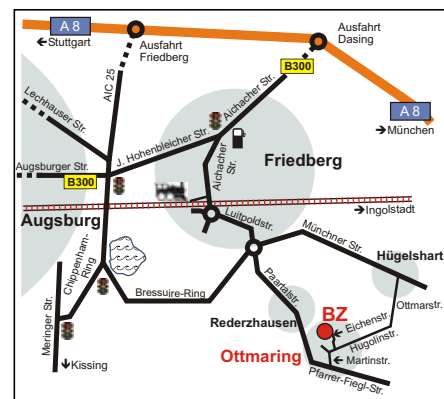 A 8
←Stuttgart
Ausfahrt
Friedberg
Ausfahrt
Dasing
B300
A 8
→München
AIC 25
Lechhauser Str.
Aichacher Str.
J. Hohenbleicher Str.
Augsburger Str.
B300
Aichacher
Str.
Friedberg
Augsburg
→Ingolstadt
Luitpoldstr.
Münchner Str.
Chippenham-
Ring
Hügelshart
Meringer Str.
Bressuire-Ring
Paartalstr.
Ottmarstr.
Rederzhausen
BZ
←Eichenstr.
Hugolinstr.
Ottmaring
←Martinstr.
↓Kissing
Pfarrer-Fiegl-Str.